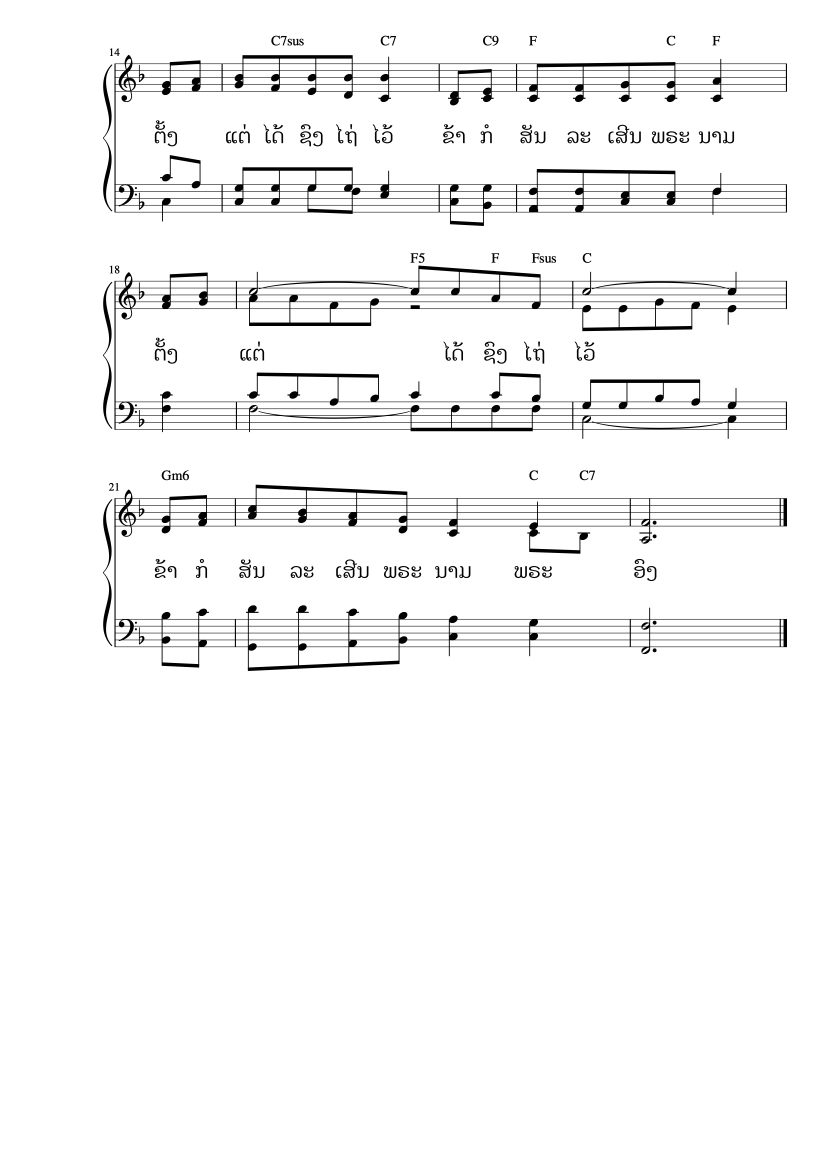 C7sus C7 C9 F C F
14
ຕັ້ງ ແຕ່ ໄດ້ ຊົງ ໄຖ່ ໄວ້ ຂ້າ ກໍ ສັນ ລະ ເສີນ ພຣະ ນາມ
F5 F Fsus C
18
ຕັ້ງ ແຕ່ ໄດ້ ຊົງ ໄຖ່ ໄວ້
Gm6 C C7
21
ຂ້າ ກໍ ສັນ ລະ ເສີນ ພຣະ ນາມ ພຣະ ອົງ